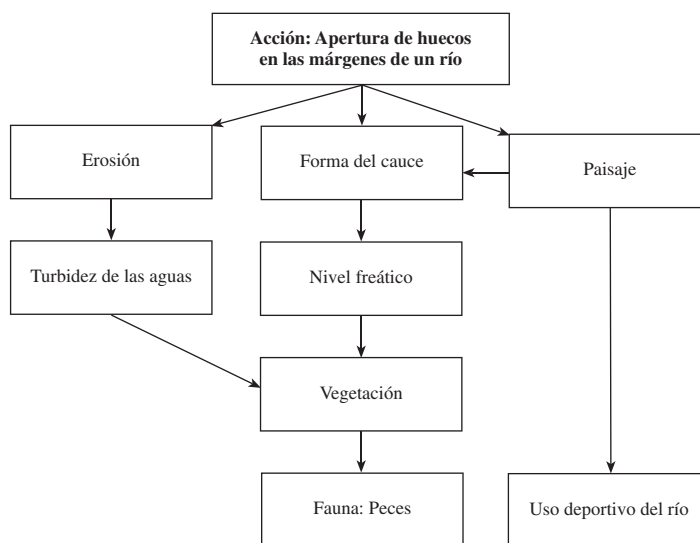 Acción: Apertura de huecos
en las márgenes de un río
Erosión
Forma del cauce
Paisaje
Turbidez de las aguas
Nivel freático
Vegetación
Fauna: Peces
Uso deportivo del río